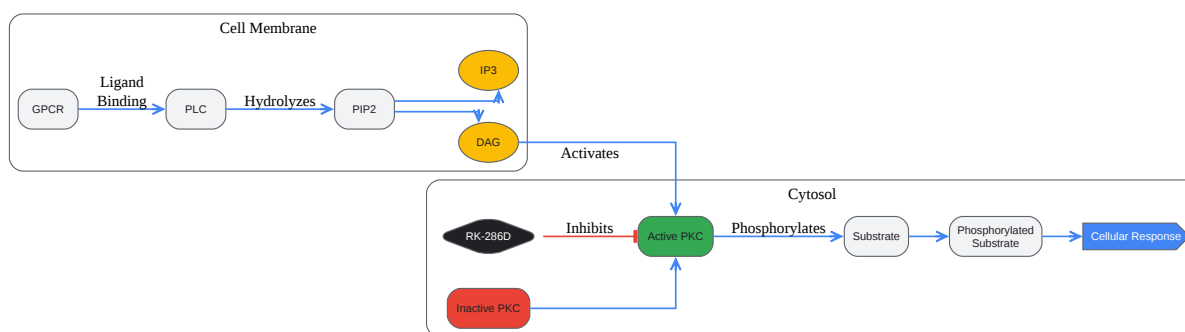 Cell Membrane
IP3
Ligand
Binding
GPCR
PLC
Hydrolyzes
PIP2
DAG
Activates
Cytosol
RK-286D
Inhibits
Active PKC
Phosphorylates
Substrate
Phosphorylated
Substrate
Cellular Response
Inactive PKC